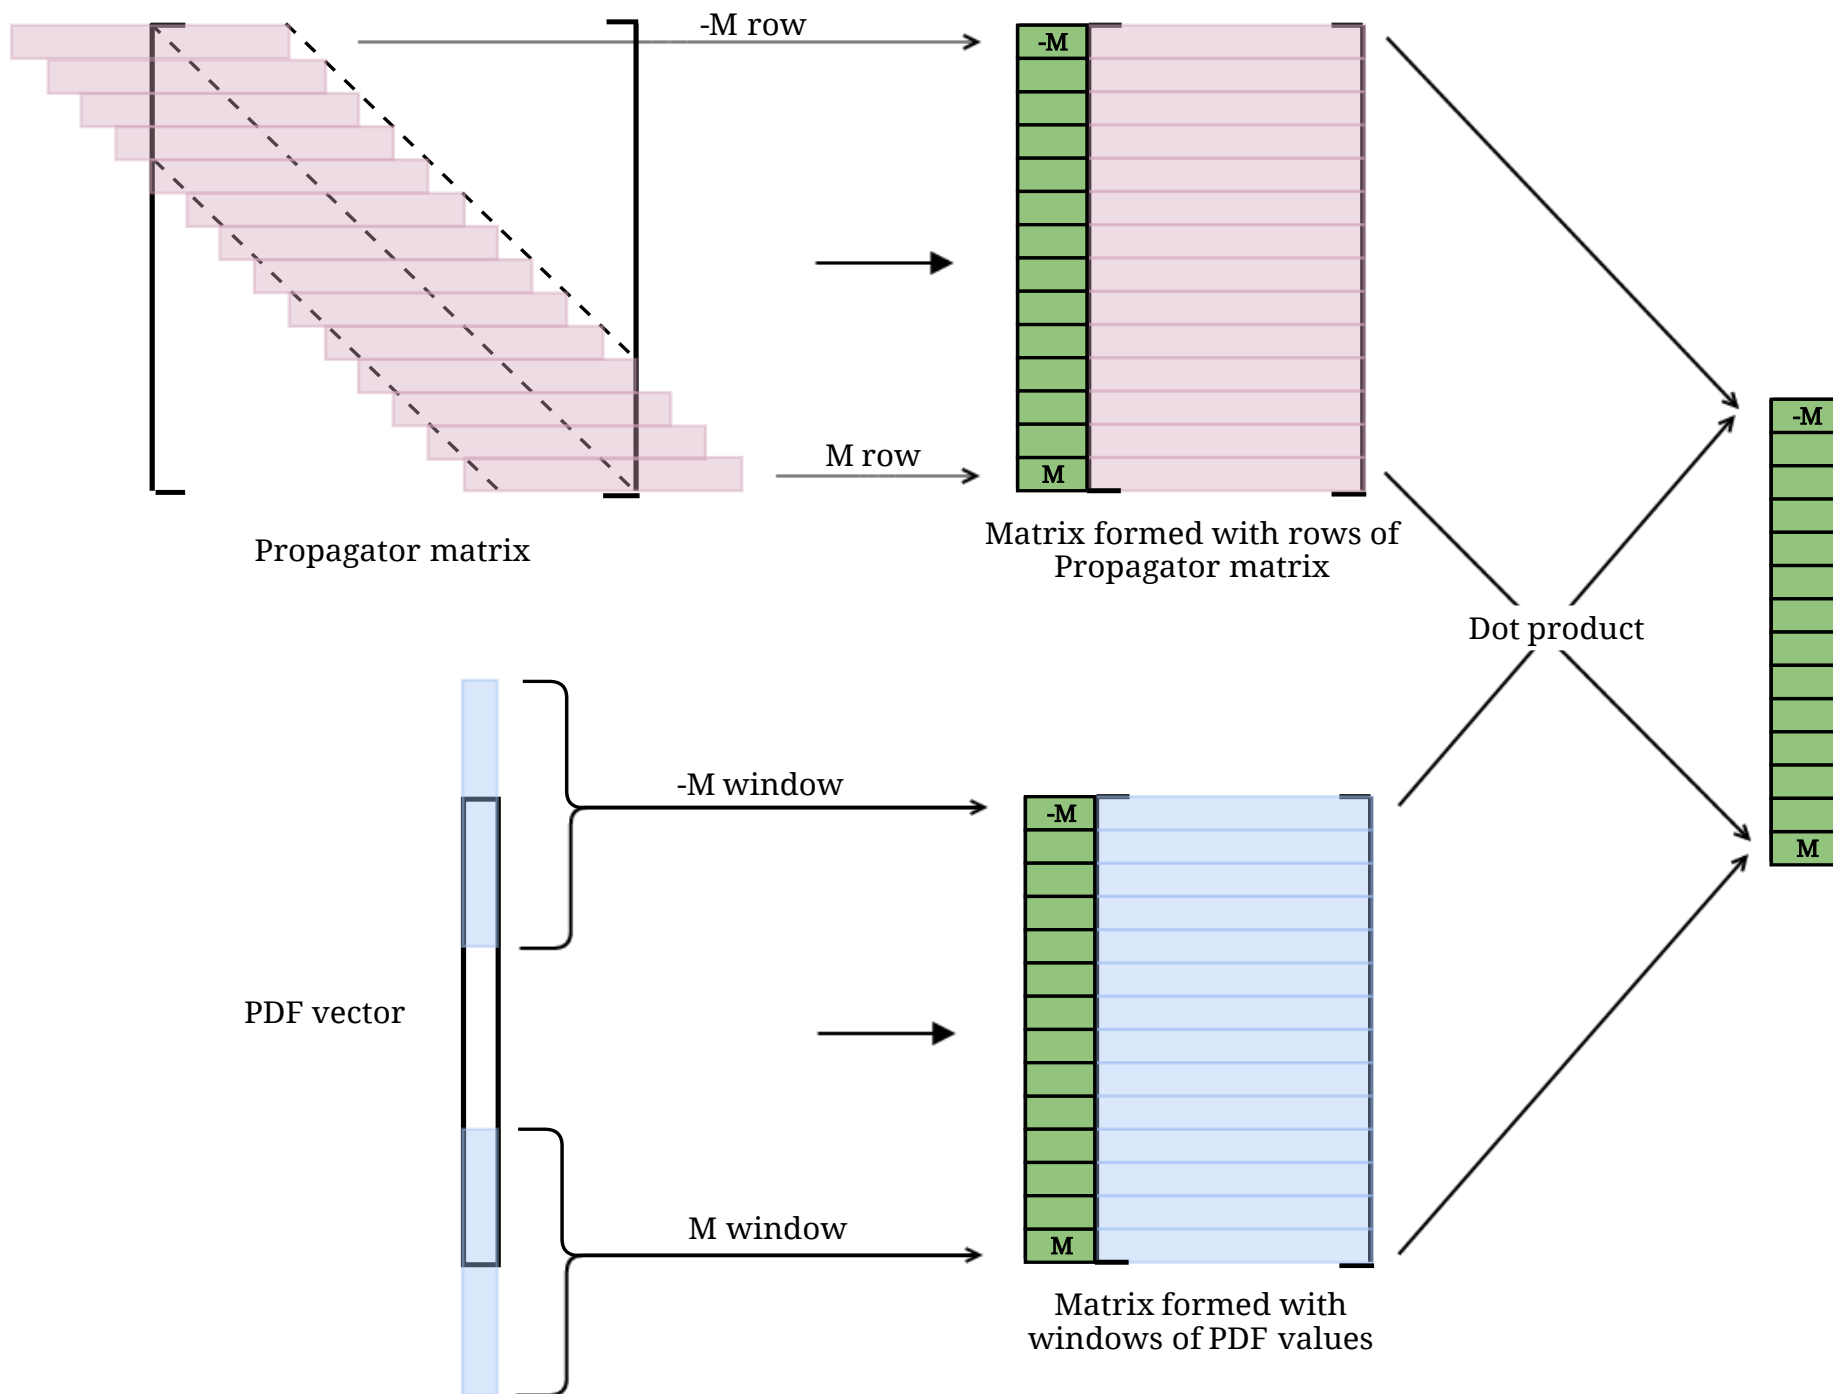 -M row
-M
M row
M
Propagator matrix
Matrix formed with rows of
Propagator matrix
-M
Dot product
M
-M window
-M
PDF vector
M window
M
Matrix formed with
windows of PDF values